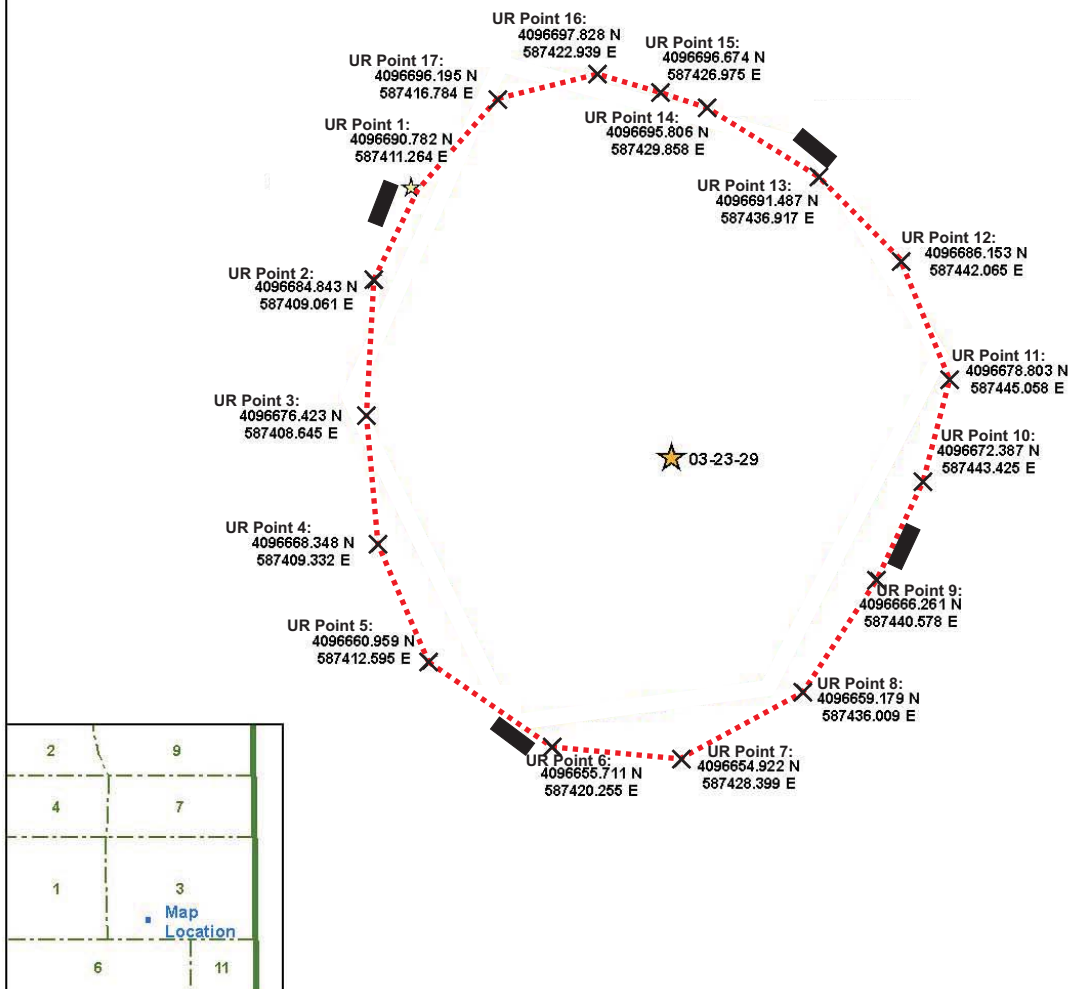 UR Point 16:
4096697.828 N
587422.939 E
UR Point 15:
4096696.674 N
587426.975 E
UR Point 17:
4096696.195 N
587416.784 E
UR Point 14:
4096695.806 N
587429.858 E
UR Point 1:
4096690.782 N
587411.264 E
UR Point 13:
4096691.487 N
587436.917 E
UR Point 12:
4096686.153 N
587442.065 E
UR Point 2:
4096684.843 N
587409.061 E
UR Point 11:
4096678.803 N
587445.058 E
UR Point 3:
4096676.423 N
587408.645 E
UR Point 10:
4096672.387 N
587443.425 E
03-23-29
UR Point 4:
4096668.348 N
587409.332 E
UR Point 9:
4096666.261 N
587440.578 E
UR Point 5:
4096660.959 N
587412.595 E
UR Point 8:
4096659.179 N
587436.009 E
UR Point 6:
4096655.711 N
587420.255 E
UR Point 7:
4096654.922 N
587428.399 E
2
9
4
7
1
3
Map
Location
6
11